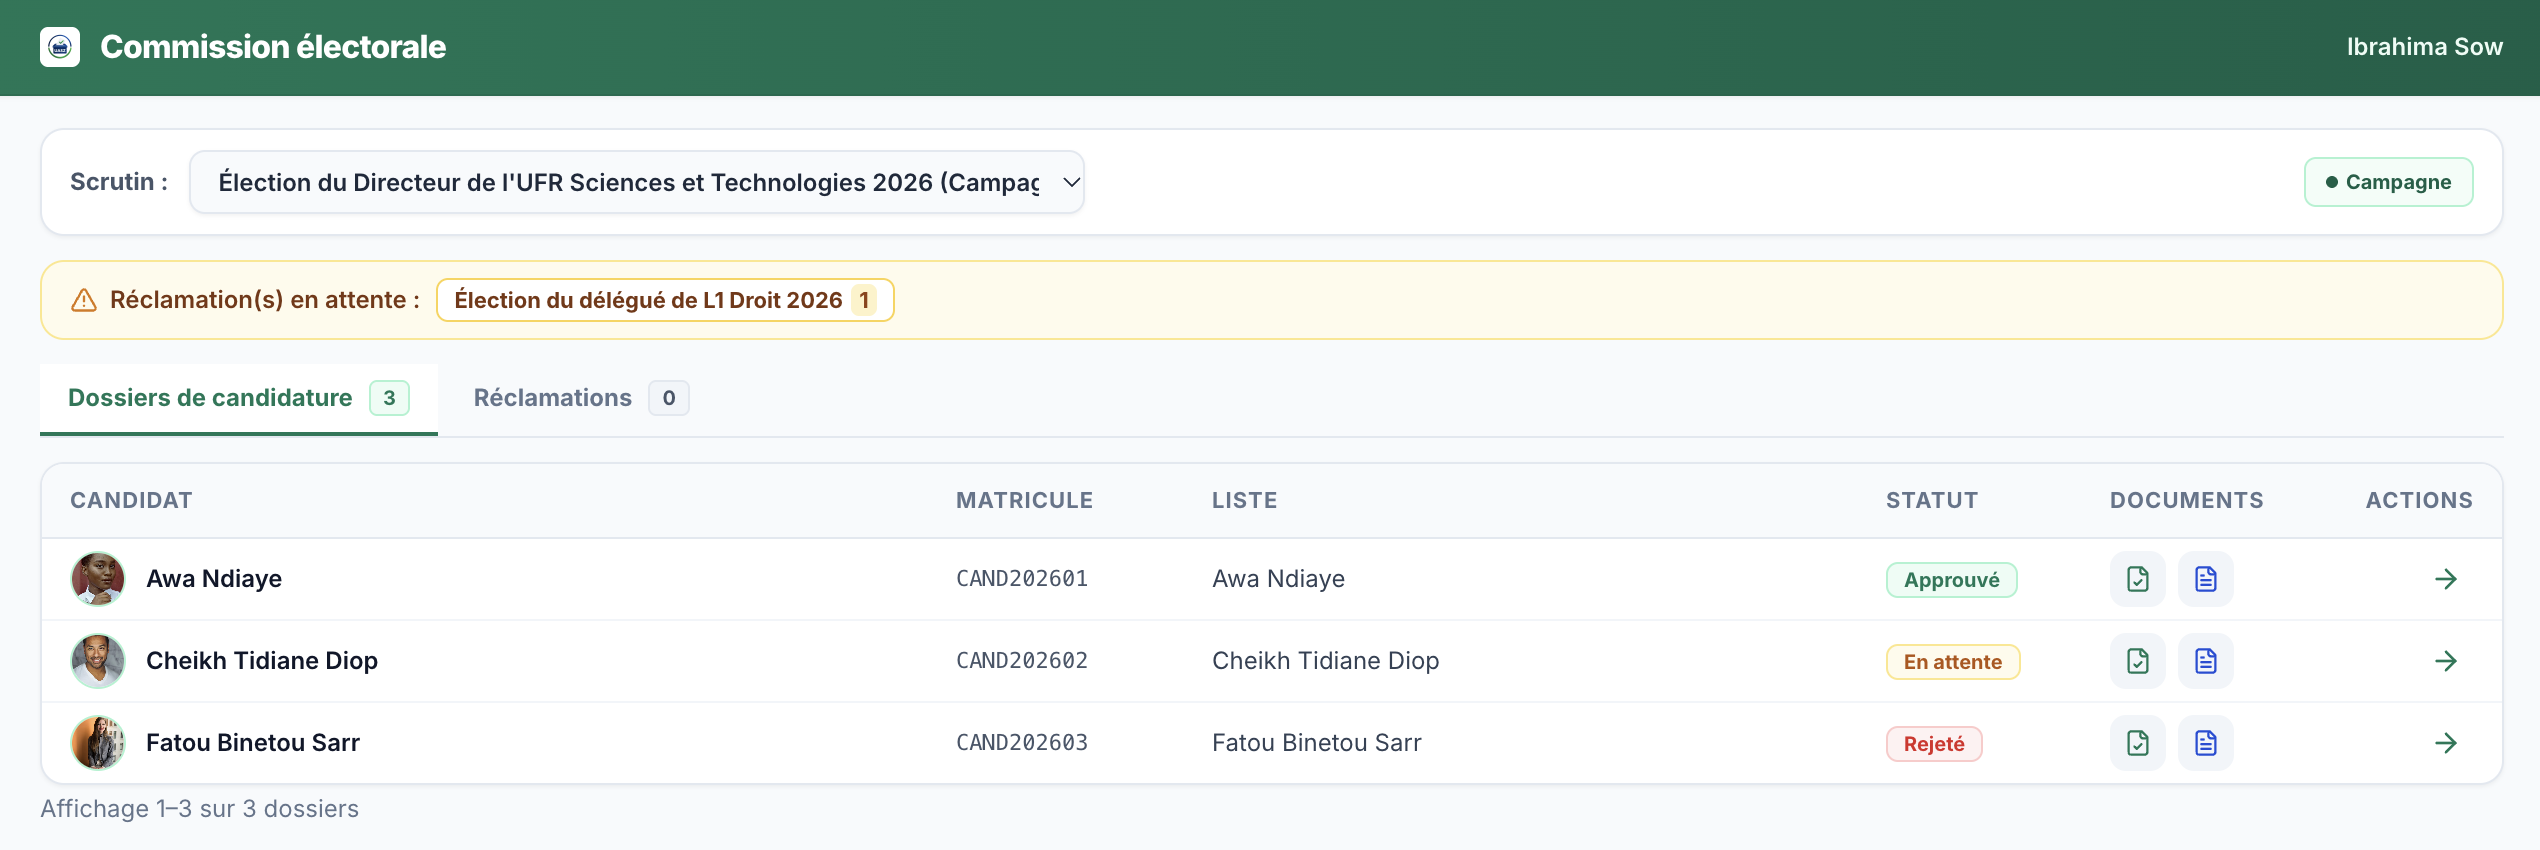 Commission électorale
Ibrahima Sow
Scrutin :
Élection du Directeur de l'UFR Sciences et Technologies 2026 (Campag
Campagne
Réclamation(s) en attente :
Élection du délégué de L1 Droit 2026 1
Dossiers de candidature 3
Réclamations 0
CANDIDAT MATRICULE LISTE STATUT DOCUMENTS ACTIONS
Awa Ndiaye CAND202601 Awa Ndiaye Approuvé
Cheikh Tidiane Diop CAND202602 Cheikh Tidiane Diop En attente
Fatou Binetou Sarr CAND202603 Fatou Binetou Sarr Rejeté
Affichage 1–3 sur 3 dossiers